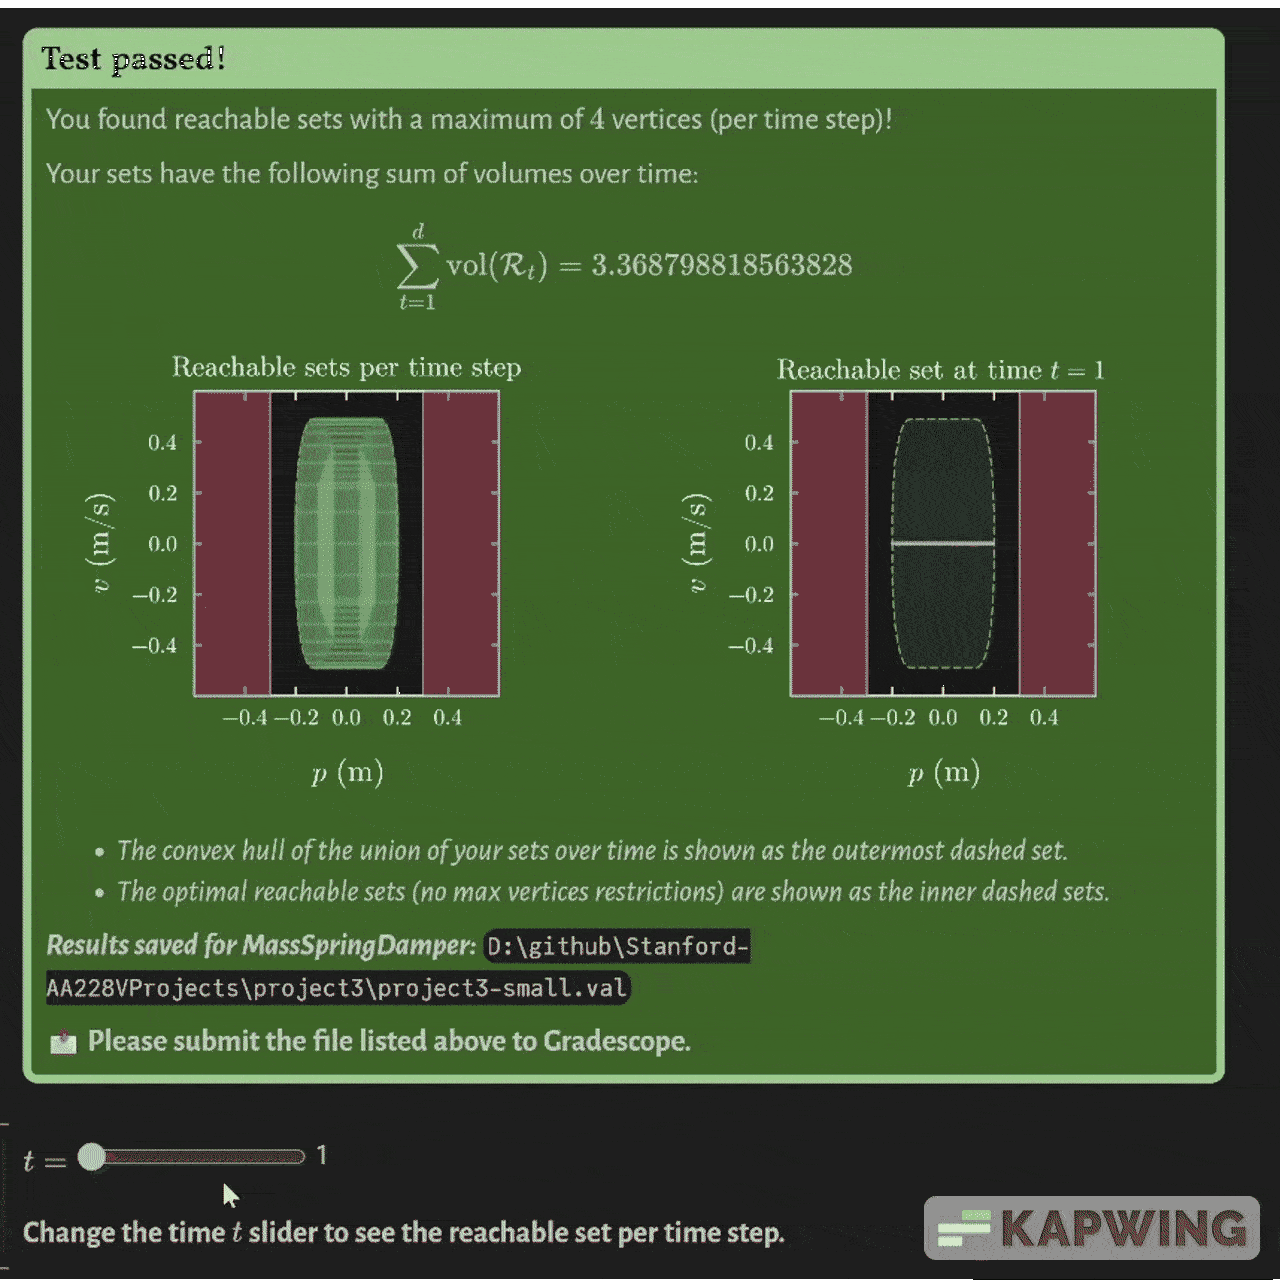 Test passed!
You found reachable sets with a maximum of 4 vertices (per time step)!
Your sets have the following sum of volumes over time:
d
∑ vol(ℛₜ) = 3.368798818563828
t=1
Reachable sets per time step
0.4
0.2
0.0
−0.2
−0.4
v (m/s)
−0.4 −0.2 0.0 0.2 0.4
p (m)
Reachable set at time t = 1
0.4
0.2
0.0
−0.2
−0.4
v (m/s)
−0.4 −0.2 0.0 0.2 0.4
p (m)
• The convex hull of the union of your sets over time is shown as the outermost dashed set.
• The optimal reachable sets (no max vertices restrictions) are shown as the inner dashed sets.
Results saved for MassSpringDamper: D:\github\Stanford-
AA228VProjects\project3\project3-small.val
Please submit the file listed above to Gradescope.
t = 1
Change the time t slider to see the reachable set per time step.
KAPWING